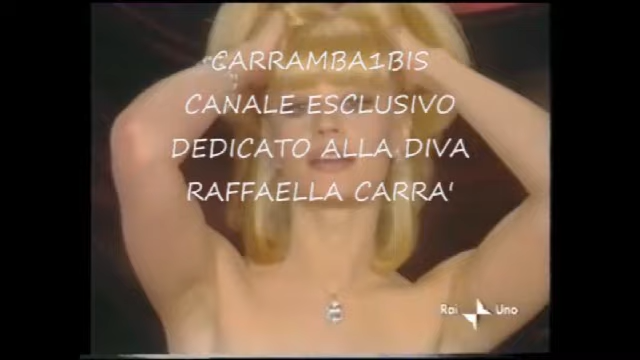 CARRAMBA1BIS
CANALE ESCLUSIVO
DEDICATO ALLA DIVA
RAFFAELLA CARRA'
Rai Uno